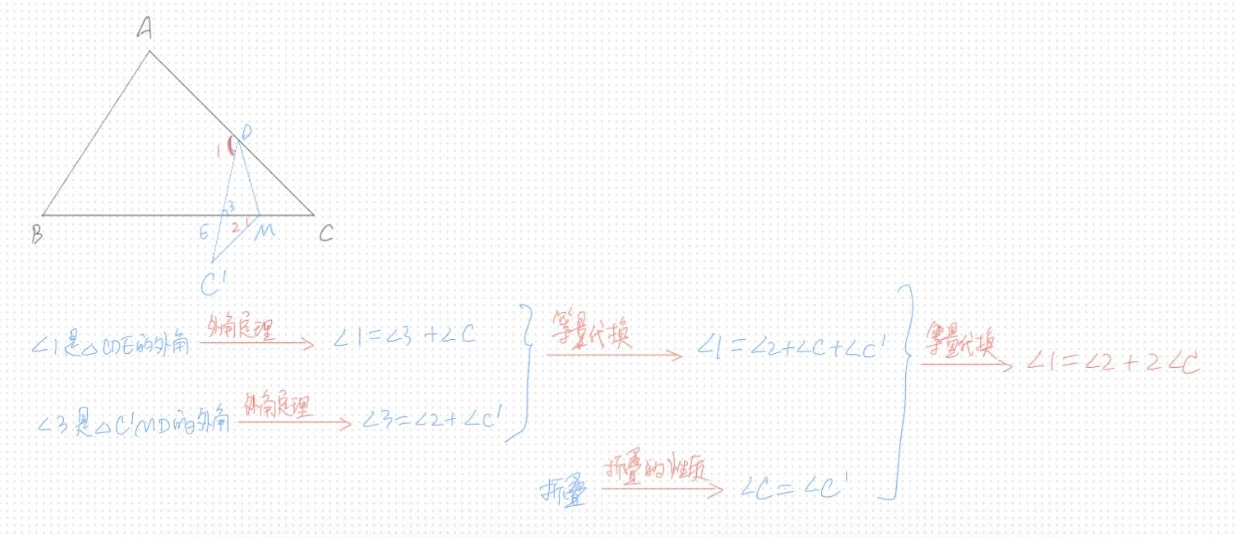 A
D
1
3
B
E
2
M
C
C'
∠1是△CDE的外角 外角定理 ∠1=∠3+∠C
等量代换 ∠1=∠2+∠C+∠C'
等量代换 ∠1=∠2+2∠C
∠3是△C'MD的外角 外角定理 ∠3=∠2+∠C'
折叠 折叠的性质 ∠C=∠C'